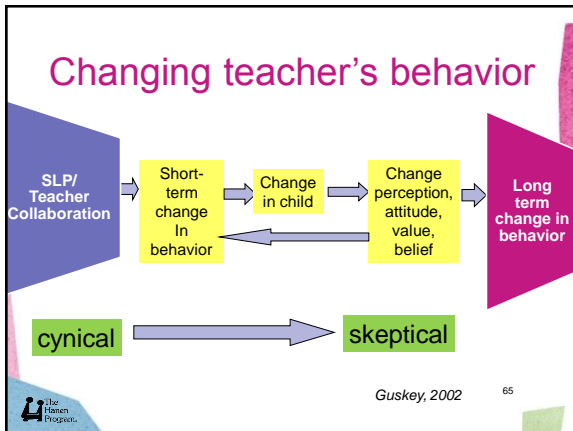 Changing teacher's behavior
SLP/
Teacher
Collaboration
Short-
term
change
In
behavior
Change
in child
Change
perception,
attitude,
value,
belief
Long
term
change in
behavior
cynical
skeptical
Guskey, 2002
65
The
Hanen
Program.